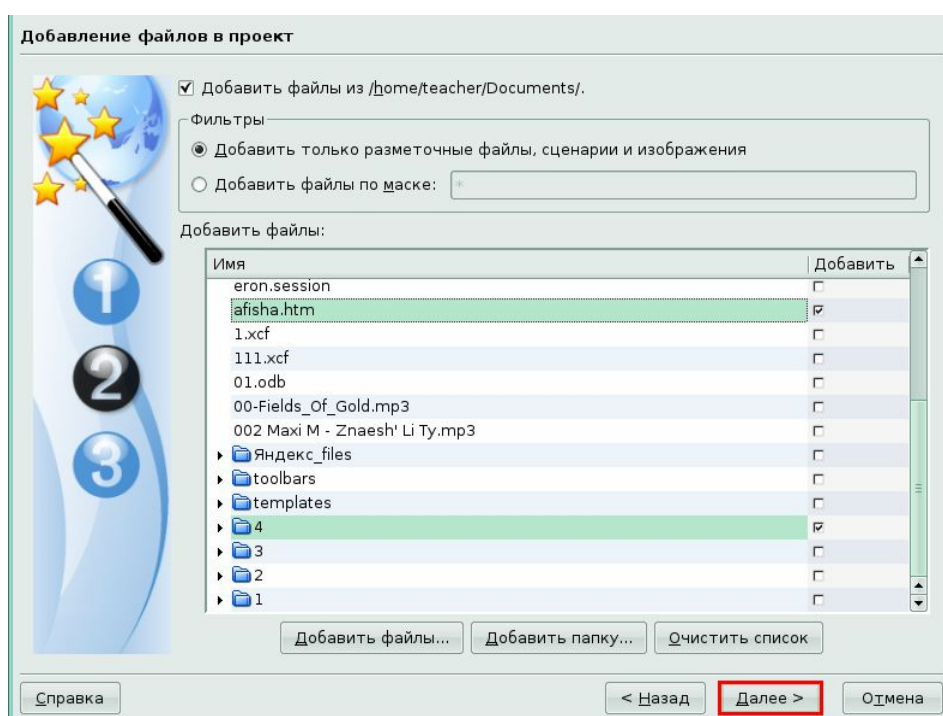 Добавление файлов в проект
Добавить файлы из /home/teacher/Documents/.
Фильтры
Добавить только разметочные файлы, сценарии и изображения
Добавить файлы по маске: *
Добавить файлы:
Имя Добавить
eron.session
afisha.htm
1.xcf
111.xcf
01.odb
00-Fields_Of_Gold.mp3
002 Maxi M - Znaesh' Li Ty.mp3
Яндекс_files
toolbars
templates
4
3
2
1
1
2
3
Добавить файлы... Добавить папку... Очистить список
Справка < Назад Далее > Отмена